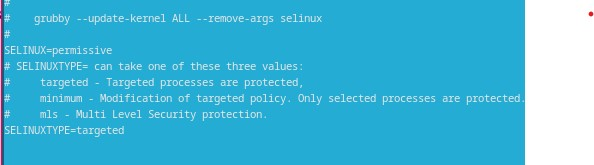 #
#    grubby --update-kernel ALL --remove-args selinux
#
SELINUX=permissive
# SELINUXTYPE= can take one of these three values:
#     targeted - Targeted processes are protected,
#     minimum - Modification of targeted policy. Only selected processes are protected.
#     mls - Multi Level Security protection.
SELINUXTYPE=targeted